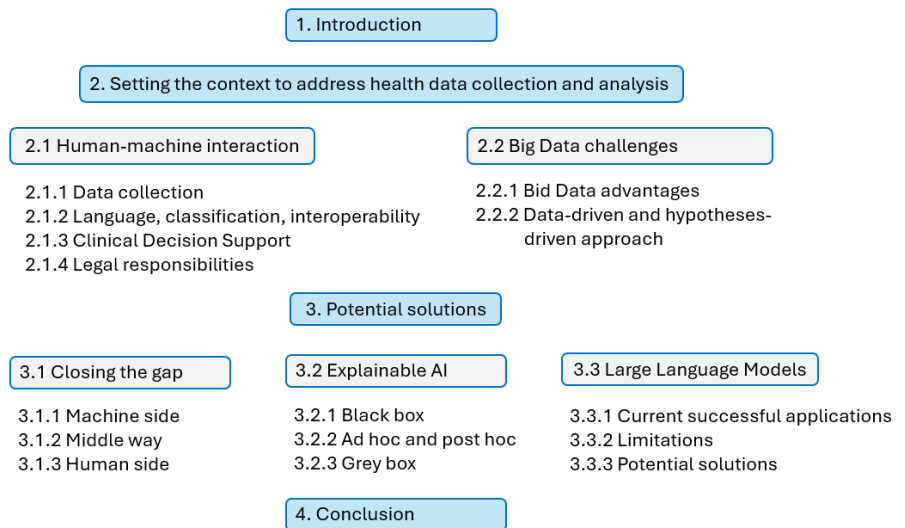 1. Introduction
2. Setting the context to address health data collection and analysis
2.1 Human-machine interaction
2.1.1 Data collection
2.1.2 Language, classification, interoperability
2.1.3 Clinical Decision Support
2.1.4 Legal responsibilities
2.2 Big Data challenges
2.2.1 Bid Data advantages
2.2.2 Data-driven and hypotheses-
driven approach
3. Potential solutions
3.1 Closing the gap
3.1.1 Machine side
3.1.2 Middle way
3.1.3 Human side
3.2 Explainable AI
3.2.1 Black box
3.2.2 Ad hoc and post hoc
3.2.3 Grey box
3.3 Large Language Models
3.3.1 Current successful applications
3.3.2 Limitations
3.3.3 Potential solutions
4. Conclusion